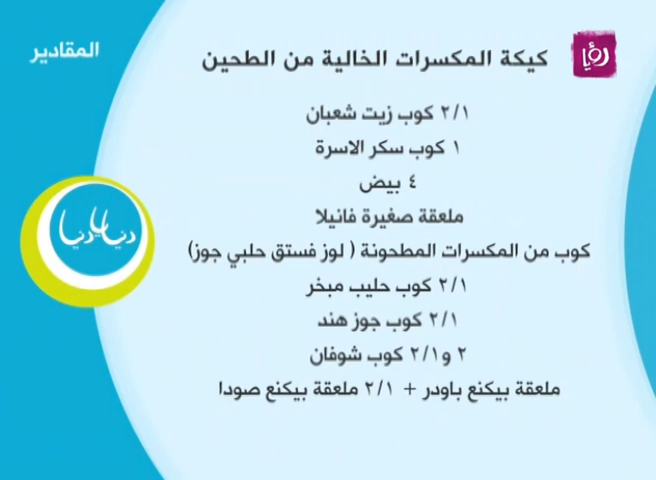 المقادير
رؤيا
كيكة المكسرات الخالية من الطحين
٢/١ كوب زيت شعبان
١ كوب سكر الاسرة
٤ بيض
ملعقة صغيرة فانيلا
كوب من المكسرات المطحونة ( لوز فستق حلبي جوز)
٢/١ كوب حليب مبخر
٢/١ كوب جوز هند
٢ و٢/١ كوب شوفان
ملعقة بيكنع باودر + ٢/١ ملعقة بيكنع صودا
دنيا يا دنيا